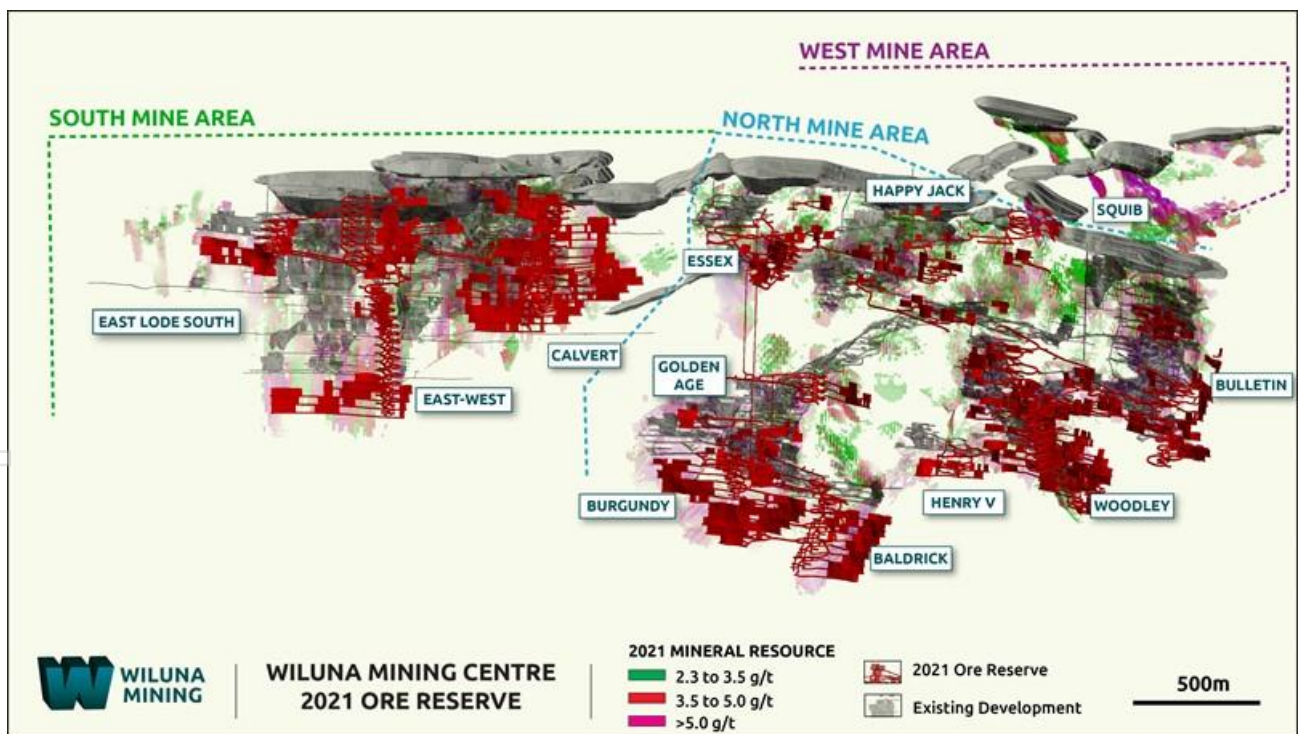 WEST MINE AREA
SOUTH MINE AREA
NORTH MINE AREA
HAPPY JACK
SQUIB
ESSEX
EAST LODE SOUTH
CALVERT
GOLDEN
AGE
EAST-WEST
BULLETIN
BURGUNDY
HENRY V
WOODLEY
BALDRICK
WILUNA
MINING
WILUNA MINING CENTRE
2021 ORE RESERVE
2021 MINERAL RESOURCE
2.3 to 3.5 g/t
3.5 to 5.0 g/t
>5.0 g/t
2021 Ore Reserve
Existing Development
500m